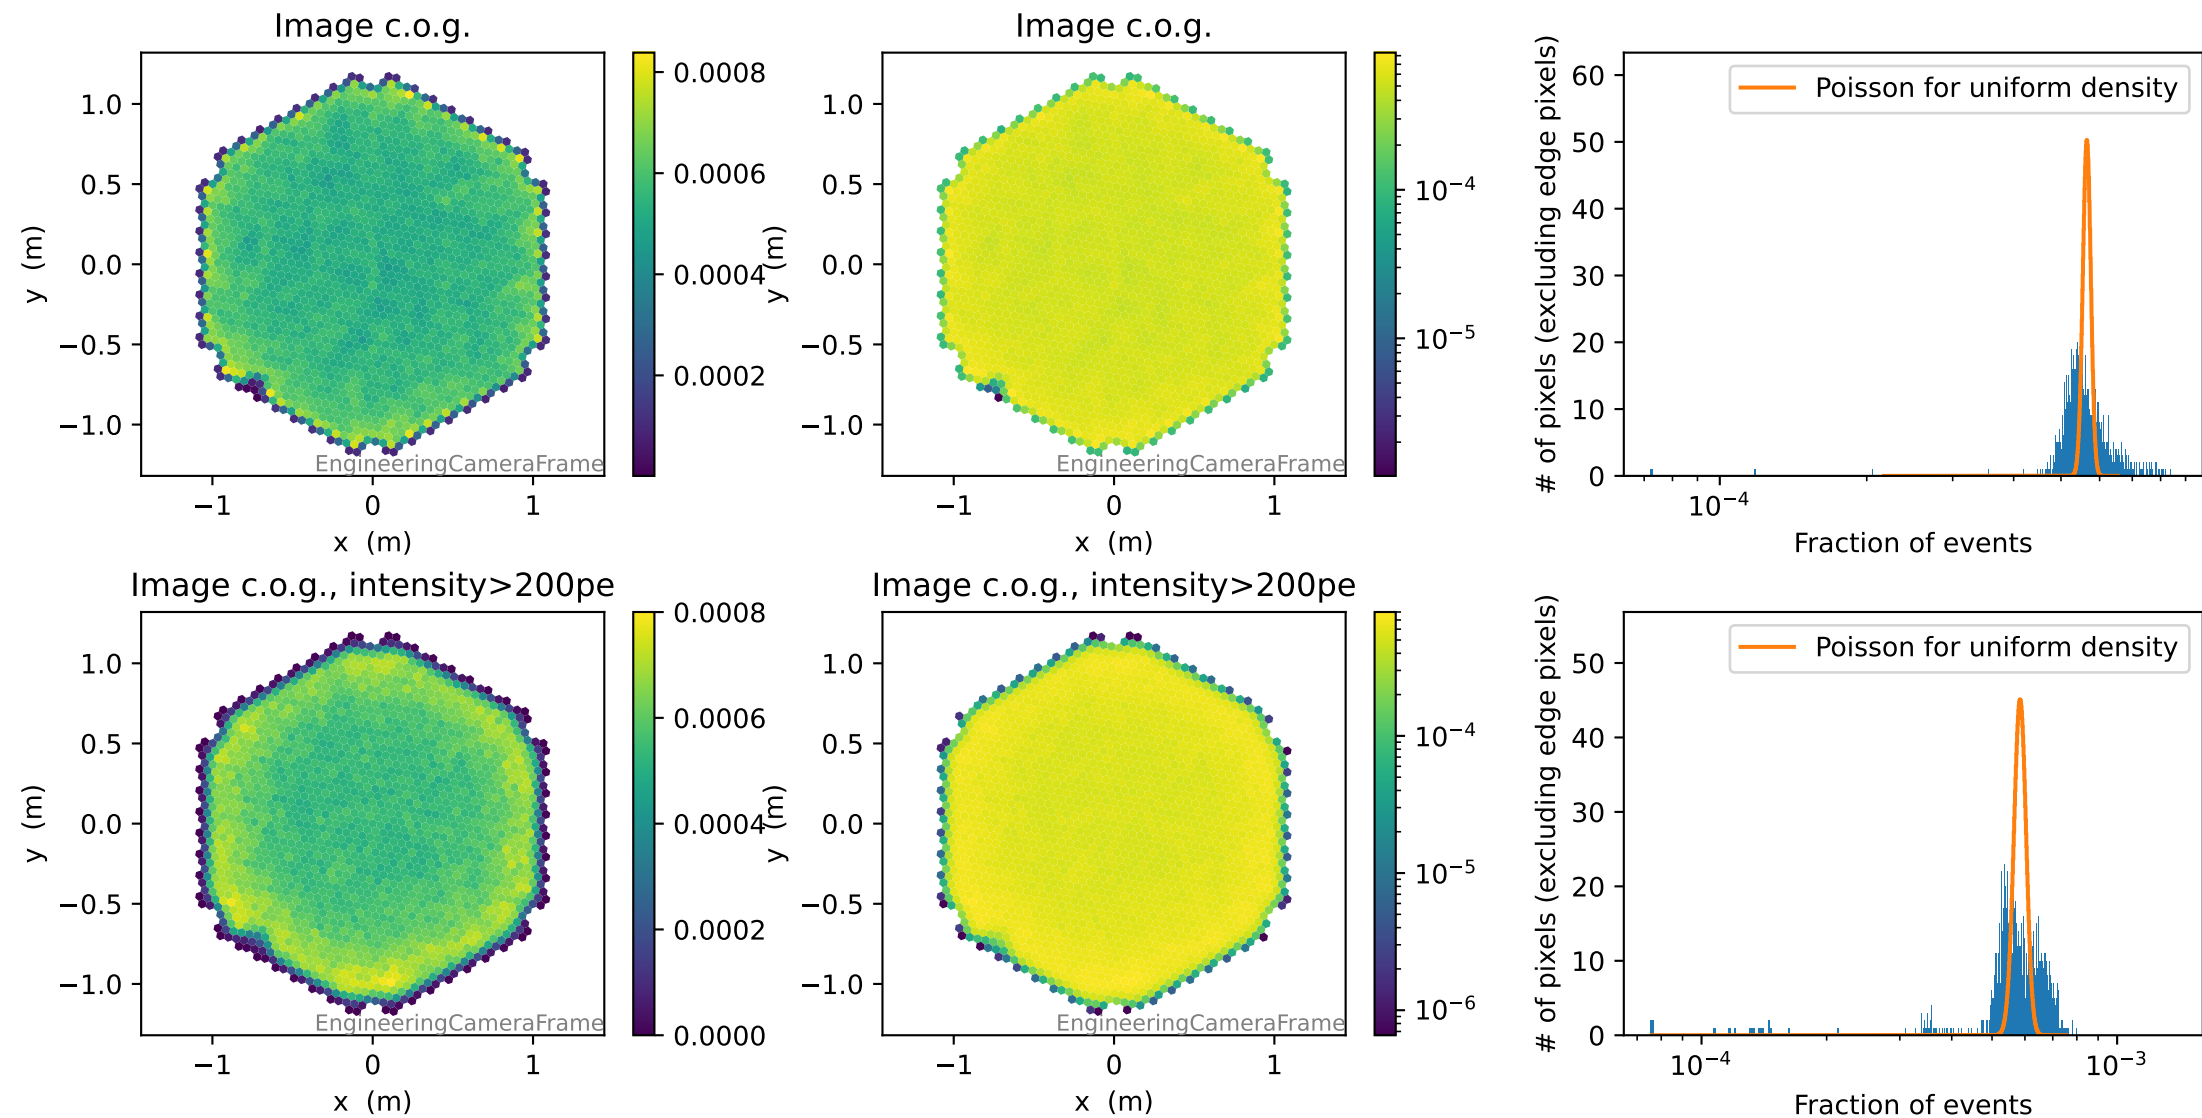 Image c.o.g.
1.0
0.5
0.0
−0.5
−1.0
y (m)
−1
0
1
x (m)
EngineeringCameraFrame
0.0008
0.0006
0.0004
0.0002
Image c.o.g.
1.0
0.5
0.0
−0.5
−1.0
y (m)
−1
0
1
x (m)
EngineeringCameraFrame
10⁻⁴
10⁻⁵
# of pixels (excluding edge pixels)
60
50
40
30
20
10
0
Poisson for uniform density
10⁻⁴
Fraction of events
Image c.o.g., intensity>200pe
1.0
0.5
0.0
−0.5
−1.0
y (m)
−1
0
1
x (m)
EngineeringCameraFrame
0.0008
0.0006
0.0004
0.0002
0.0000
Image c.o.g., intensity>200pe
1.0
0.5
0.0
−0.5
−1.0
y (m)
−1
0
1
x (m)
EngineeringCameraFrame
10⁻⁴
10⁻⁵
10⁻⁶
# of pixels (excluding edge pixels)
50
40
30
20
10
0
Poisson for uniform density
10⁻⁴
10⁻³
Fraction of events